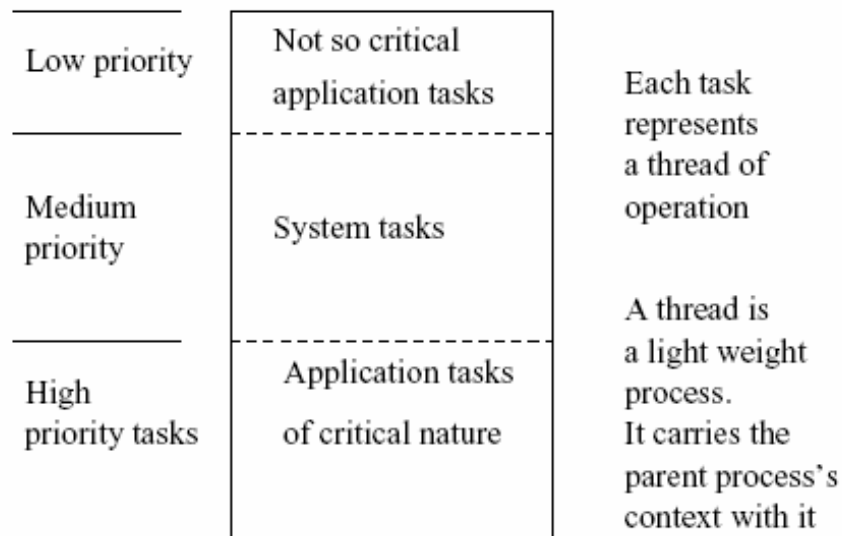 Low priority
Not so critical
application tasks
Medium
priority
System tasks
High
priority tasks
Application tasks
of critical nature
Each task
represents
a thread of
operation
A thread is
a light weight
process.
It carries the
parent process’s
context with it